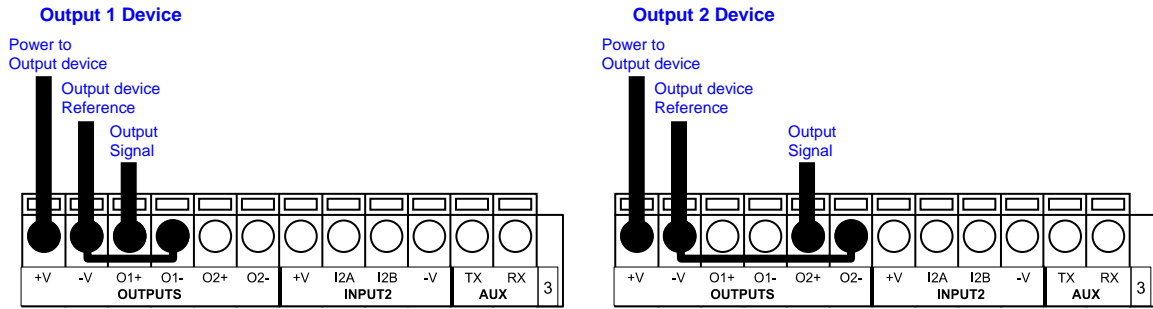 Output 1 Device
Power to
Output device
Output device
Reference
Output
Signal
+V -V O1+ O1- O2+ O2- +V I2A I2B -V TX RX 3
OUTPUTS INPUT2 AUX
Output 2 Device
Power to
Output device
Output device
Reference
Output
Signal
+V -V O1+ O1- O2+ O2- +V I2A I2B -V TX RX 3
OUTPUTS INPUT2 AUX